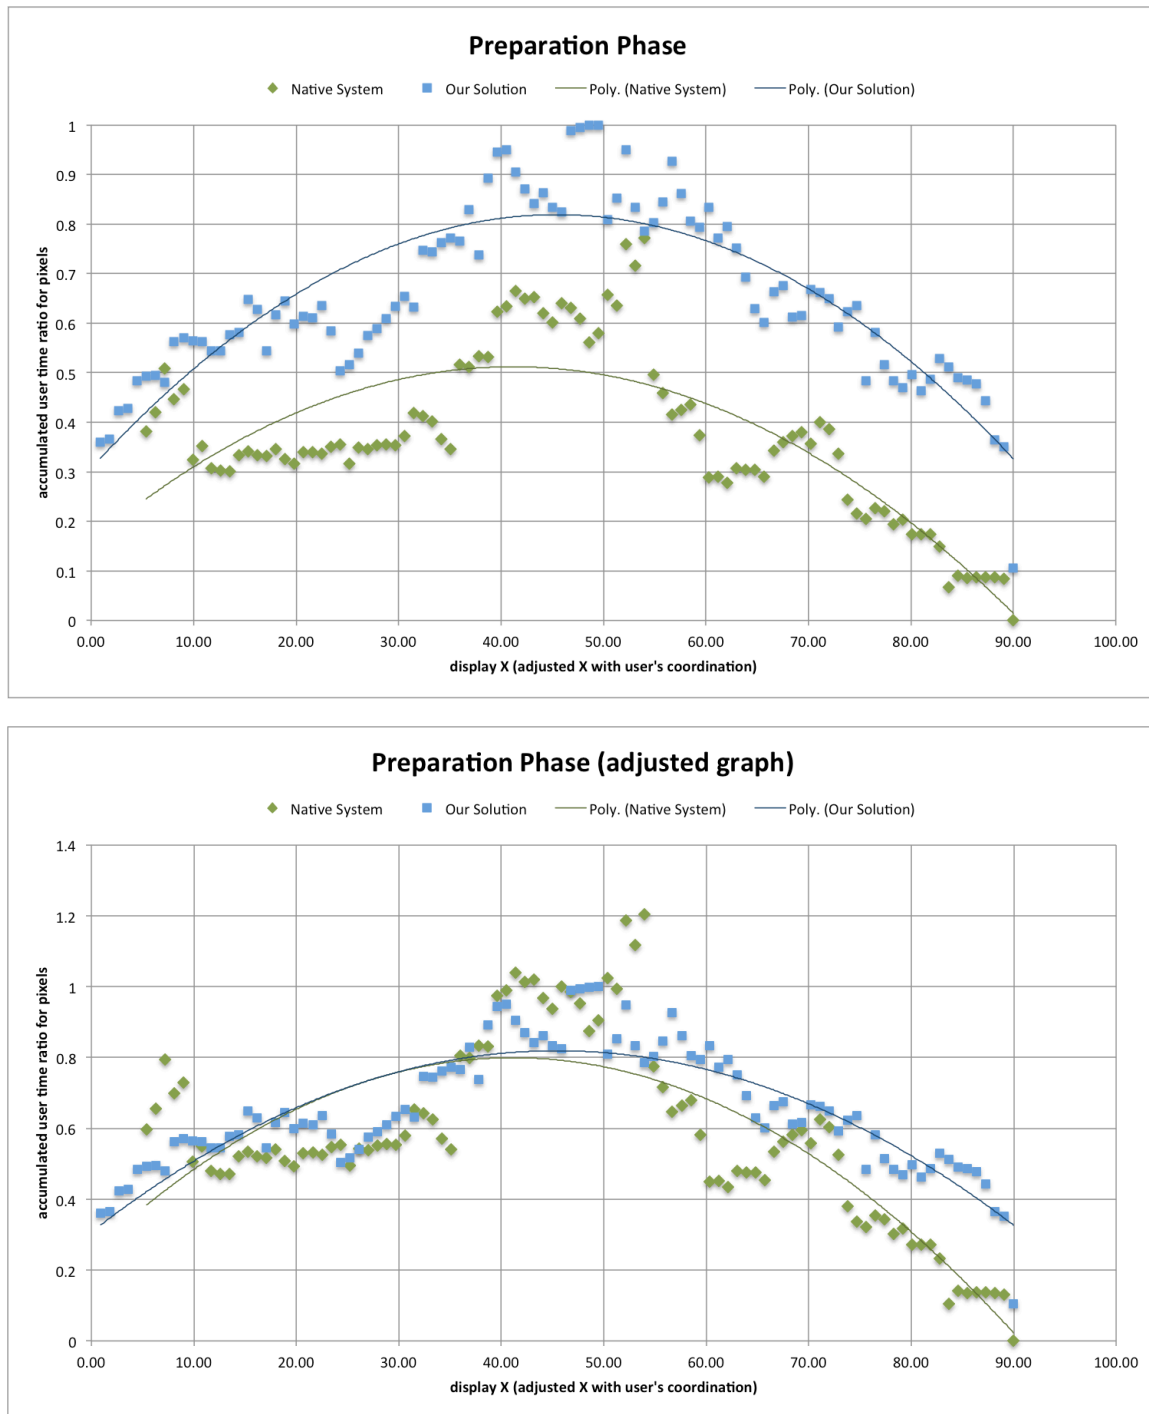 Preparation Phase
Native System Our Solution Poly. (Native System) Poly. (Our Solution)
accumulated user time ratio for pixels
1
0.9
0.8
0.7
0.6
0.5
0.4
0.3
0.2
0.1
0
0.00 10.00 20.00 30.00 40.00 50.00 60.00 70.00 80.00 90.00 100.00
display X (adjusted X with user's coordination)
Preparation Phase (adjusted graph)
Native System Our Solution Poly. (Native System) Poly. (Our Solution)
accumulated user time ratio for pixels
1.4
1.2
1
0.8
0.6
0.4
0.2
0
0.00 10.00 20.00 30.00 40.00 50.00 60.00 70.00 80.00 90.00 100.00
display X (adjusted X with user's coordination)